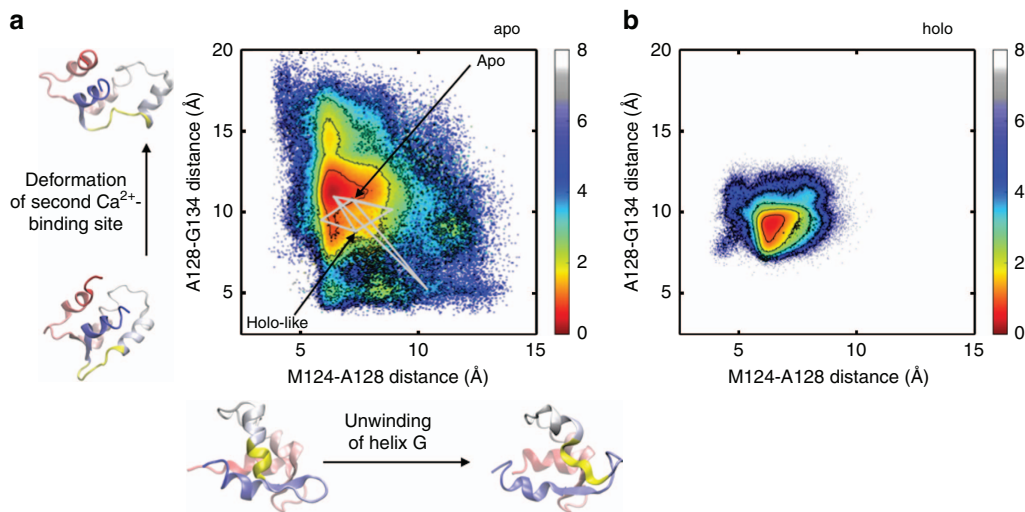 a
apo
b
holo
Deformation
of second Ca²⁺-
binding site
A128-G134 distance (Å)
20
15
10
5
5
10
15
M124-A128 distance (Å)
Apo
Holo-like
8
6
4
2
0
A128-G134 distance (Å)
20
15
10
5
5
10
15
M124-A128 distance (Å)
8
6
4
2
0
Unwinding
of helix G